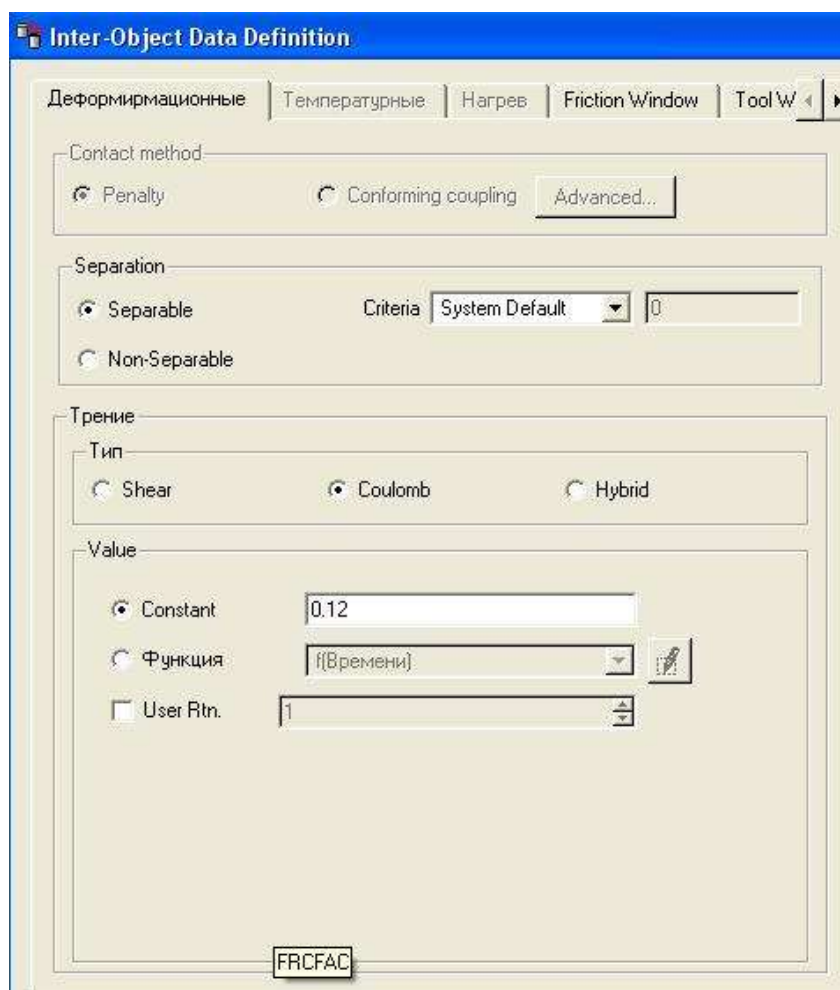 Inter-Object Data Definition
Деформирмационные Температурные Нагрев Friction Window Tool W
Contact method
Penalty Conforming coupling Advanced...
Separation
Separable Criteria System Default 0
Non-Separable
Трение
Тип
Shear Coulomb Hybrid
Value
Constant 0.12
Функция f(Времени)
User Rtn. 1
FRCFAC